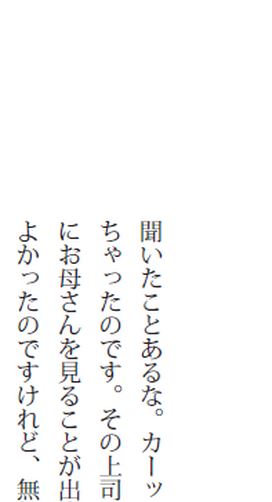 聞いたことあるな。カーッ
ちゃったのです。その上司
にお母さんを見ることが出
よかったのですけれど、無